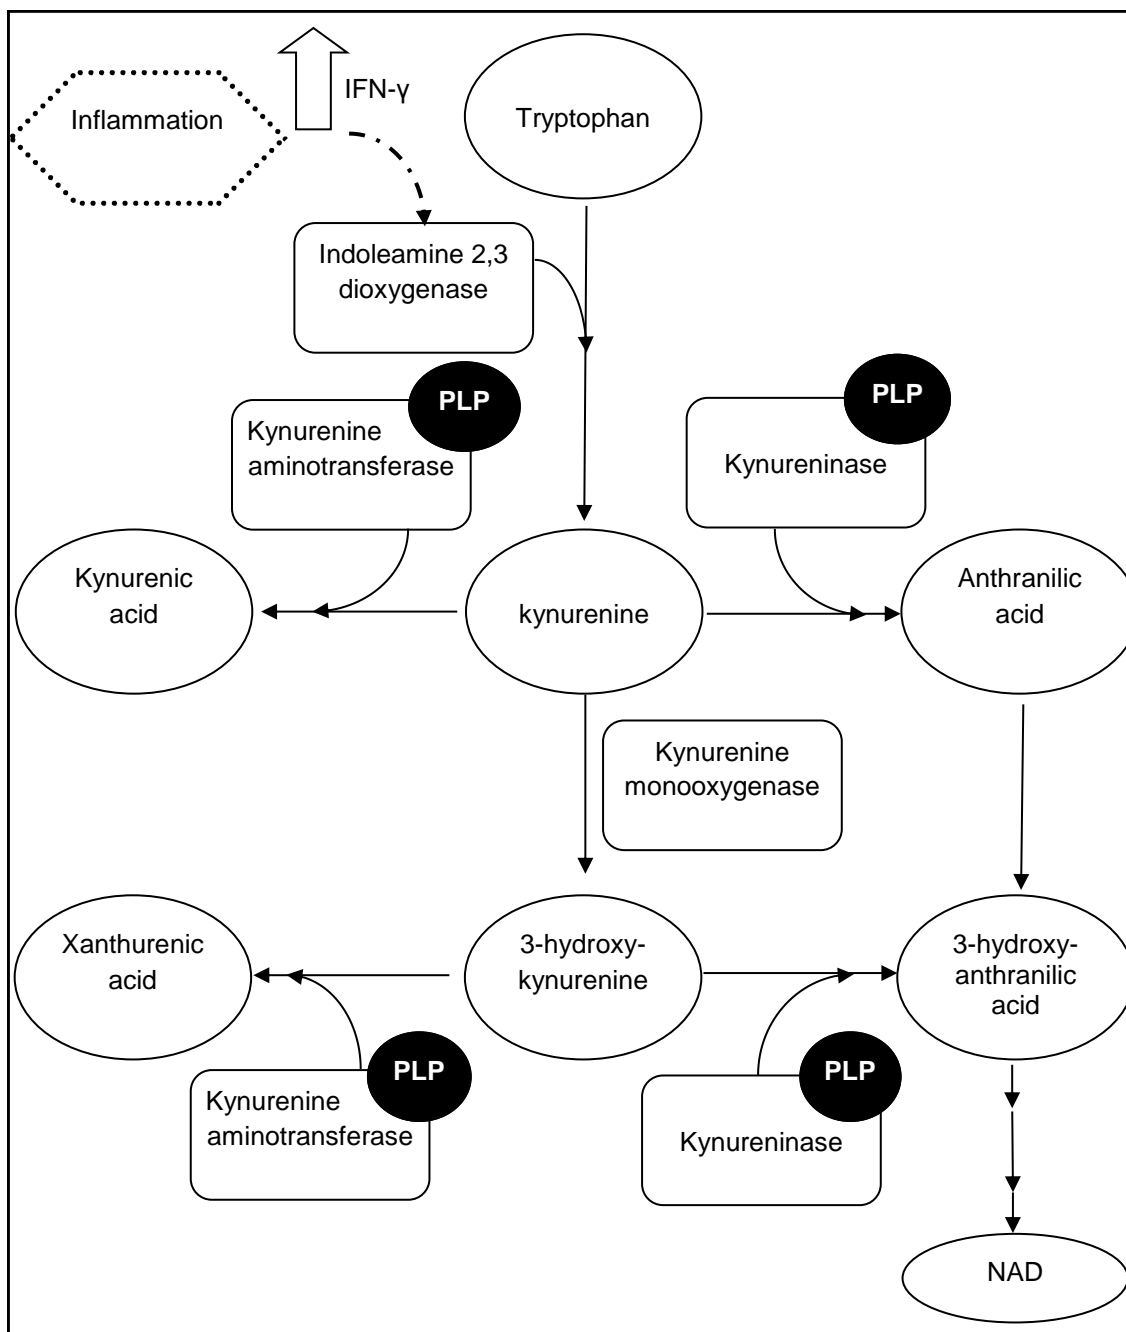 IFN-γ
Inflammation
Tryptophan
Indoleamine 2,3
dioxygenase
PLP
Kynurenine
aminotransferase
PLP
Kynureninase
Kynurenic
acid
kynurenine
Anthranilic
acid
Kynurenine
monooxygenase
Xanthurenic
acid
3-hydroxy-
kynurenine
3-hydroxy-
anthranilic
acid
PLP
Kynurenine
aminotransferase
PLP
Kynureninase
NAD